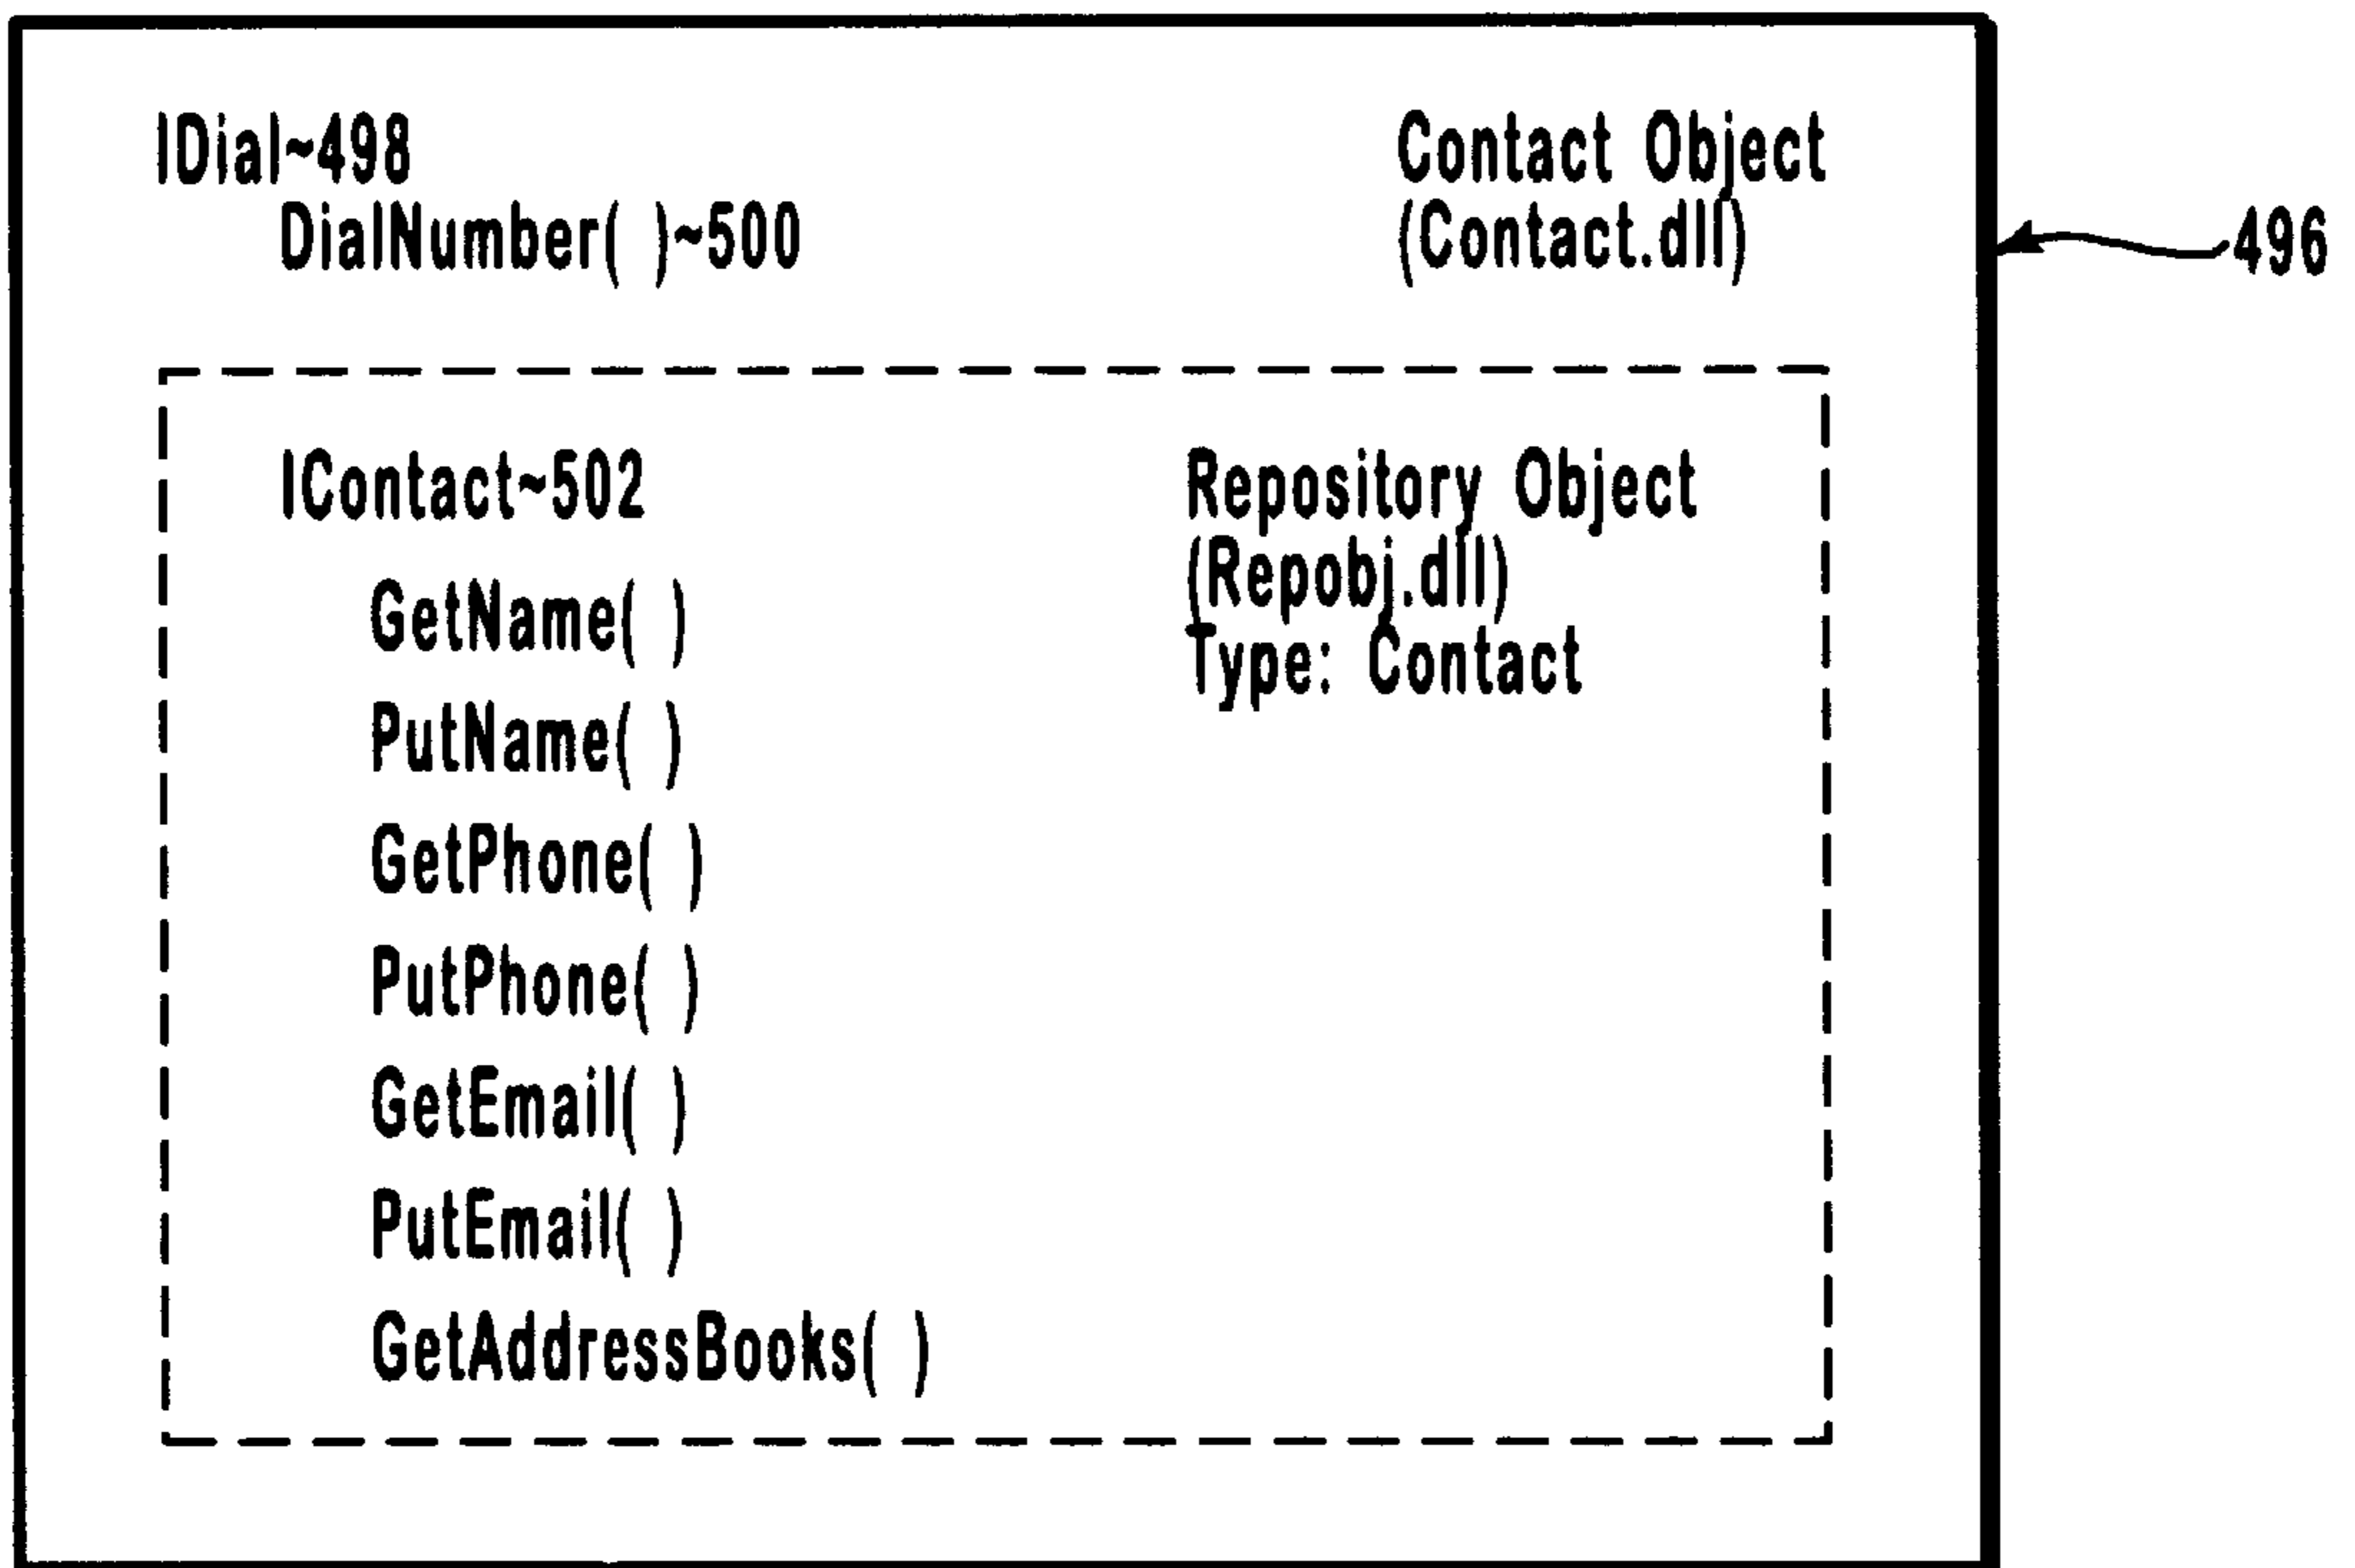 IDial~498
DialNumber( )~500
Contact Object
(Contact.dll)
496
IContact~502
GetName( )
PutName( )
GetPhone( )
PutPhone( )
GetEmail( )
PutEmail( )
GetAddressBooks( )
Repository Object
(Repobj.dll)
Type: Contact